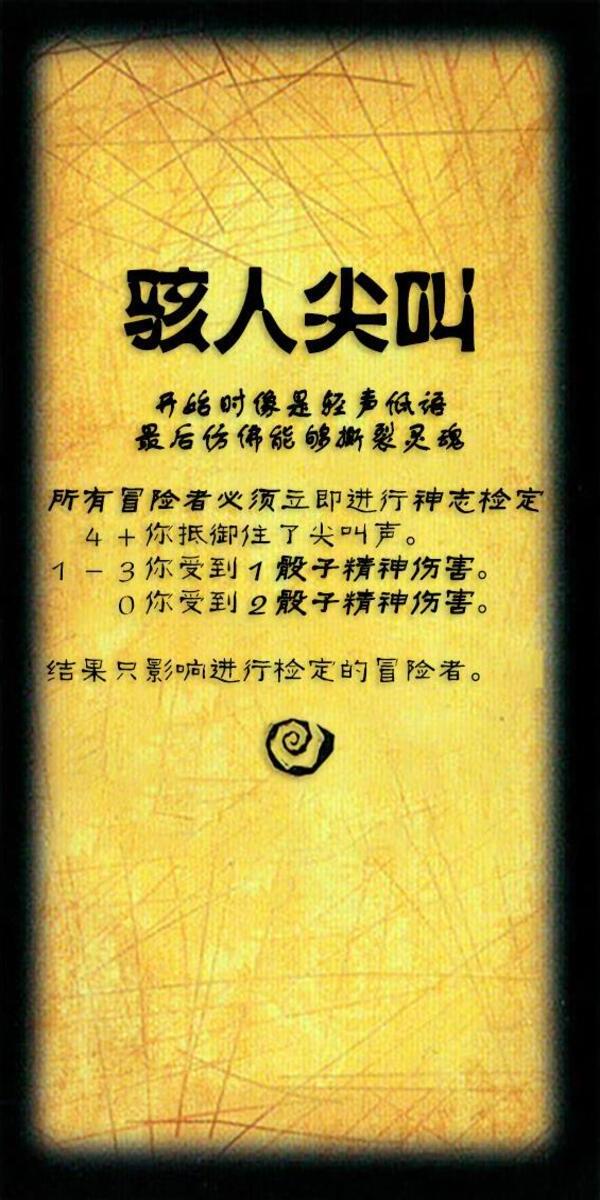 骇人尖叫
开始时像是轻声低语
最后仿佛能够撕裂灵魂
所有冒险者必须立即进行神志检定
4+你抵御住了尖叫声。
1-3你受到1骰子精神伤害。
0你受到2骰子精神伤害。
结果只影响进行检定的冒险者。